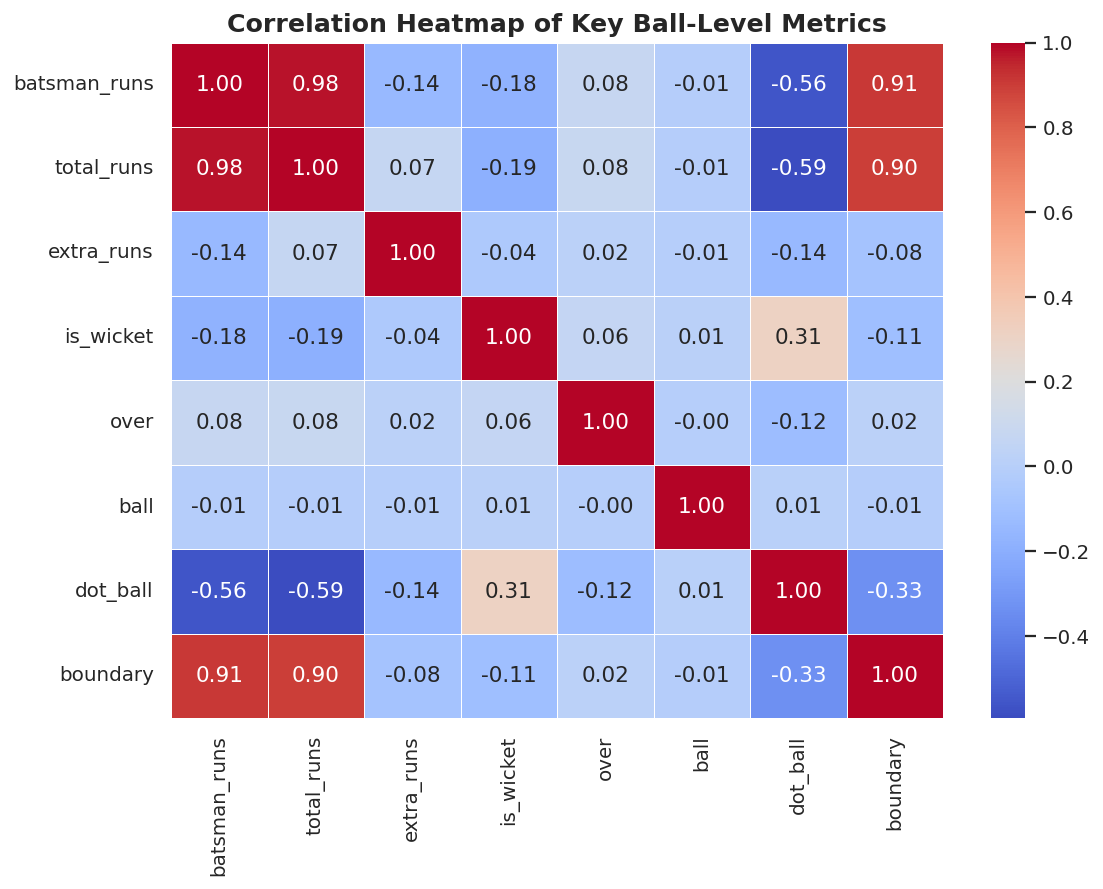 Correlation Heatmap of Key Ball-Level Metrics
batsman_runs 1.00 0.98 -0.14 -0.18 0.08 -0.01 -0.56 0.91
total_runs 0.98 1.00 0.07 -0.19 0.08 -0.01 -0.59 0.90
extra_runs -0.14 0.07 1.00 -0.04 0.02 -0.01 -0.14 -0.08
is_wicket -0.18 -0.19 -0.04 1.00 0.06 0.01 0.31 -0.11
over 0.08 0.08 0.02 0.06 1.00 -0.00 -0.12 0.02
ball -0.01 -0.01 -0.01 0.01 -0.00 1.00 0.01 -0.01
dot_ball -0.56 -0.59 -0.14 0.31 -0.12 0.01 1.00 -0.33
boundary 0.91 0.90 -0.08 -0.11 0.02 -0.01 -0.33 1.00
batsman_runs total_runs extra_runs is_wicket over ball dot_ball boundary
1.0
0.8
0.6
0.4
0.2
0.0
−0.2
−0.4